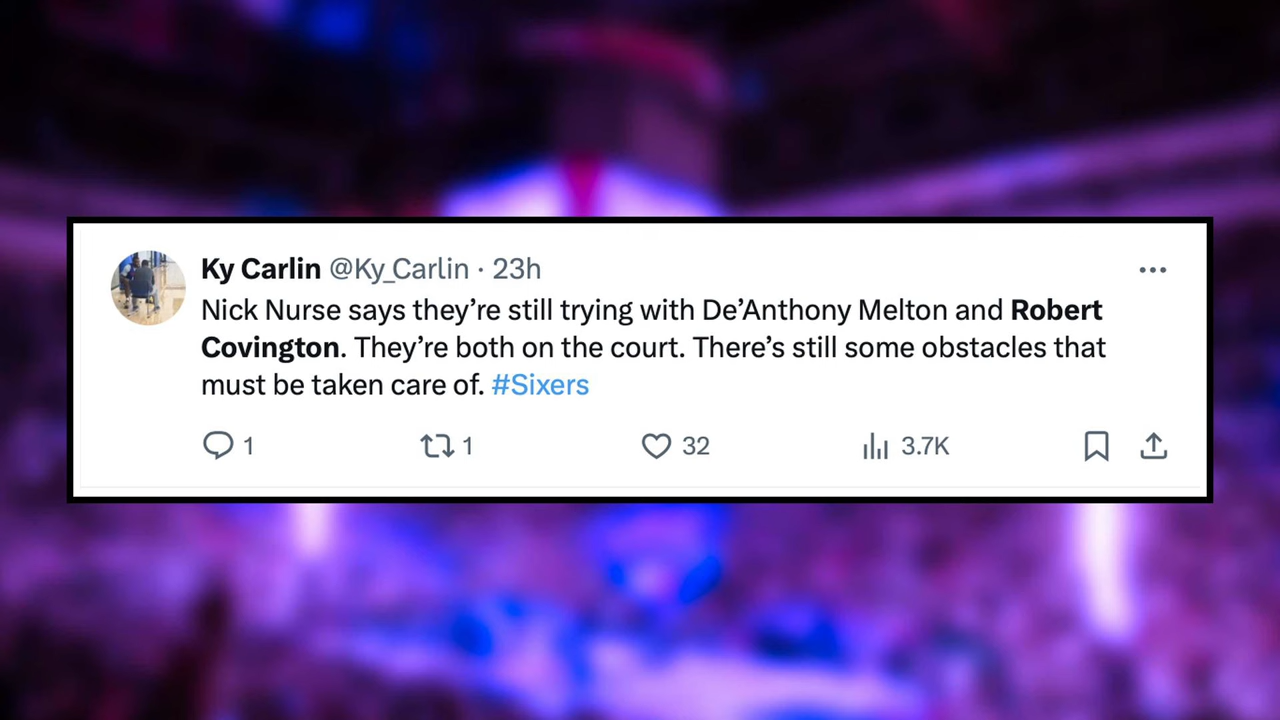 Ky Carlin @Ky_Carlin · 23h
Nick Nurse says they’re still trying with De’Anthony Melton and Robert
Covington. They’re both on the court. There’s still some obstacles that
must be taken care of. #Sixers
1 1 32 3.7K